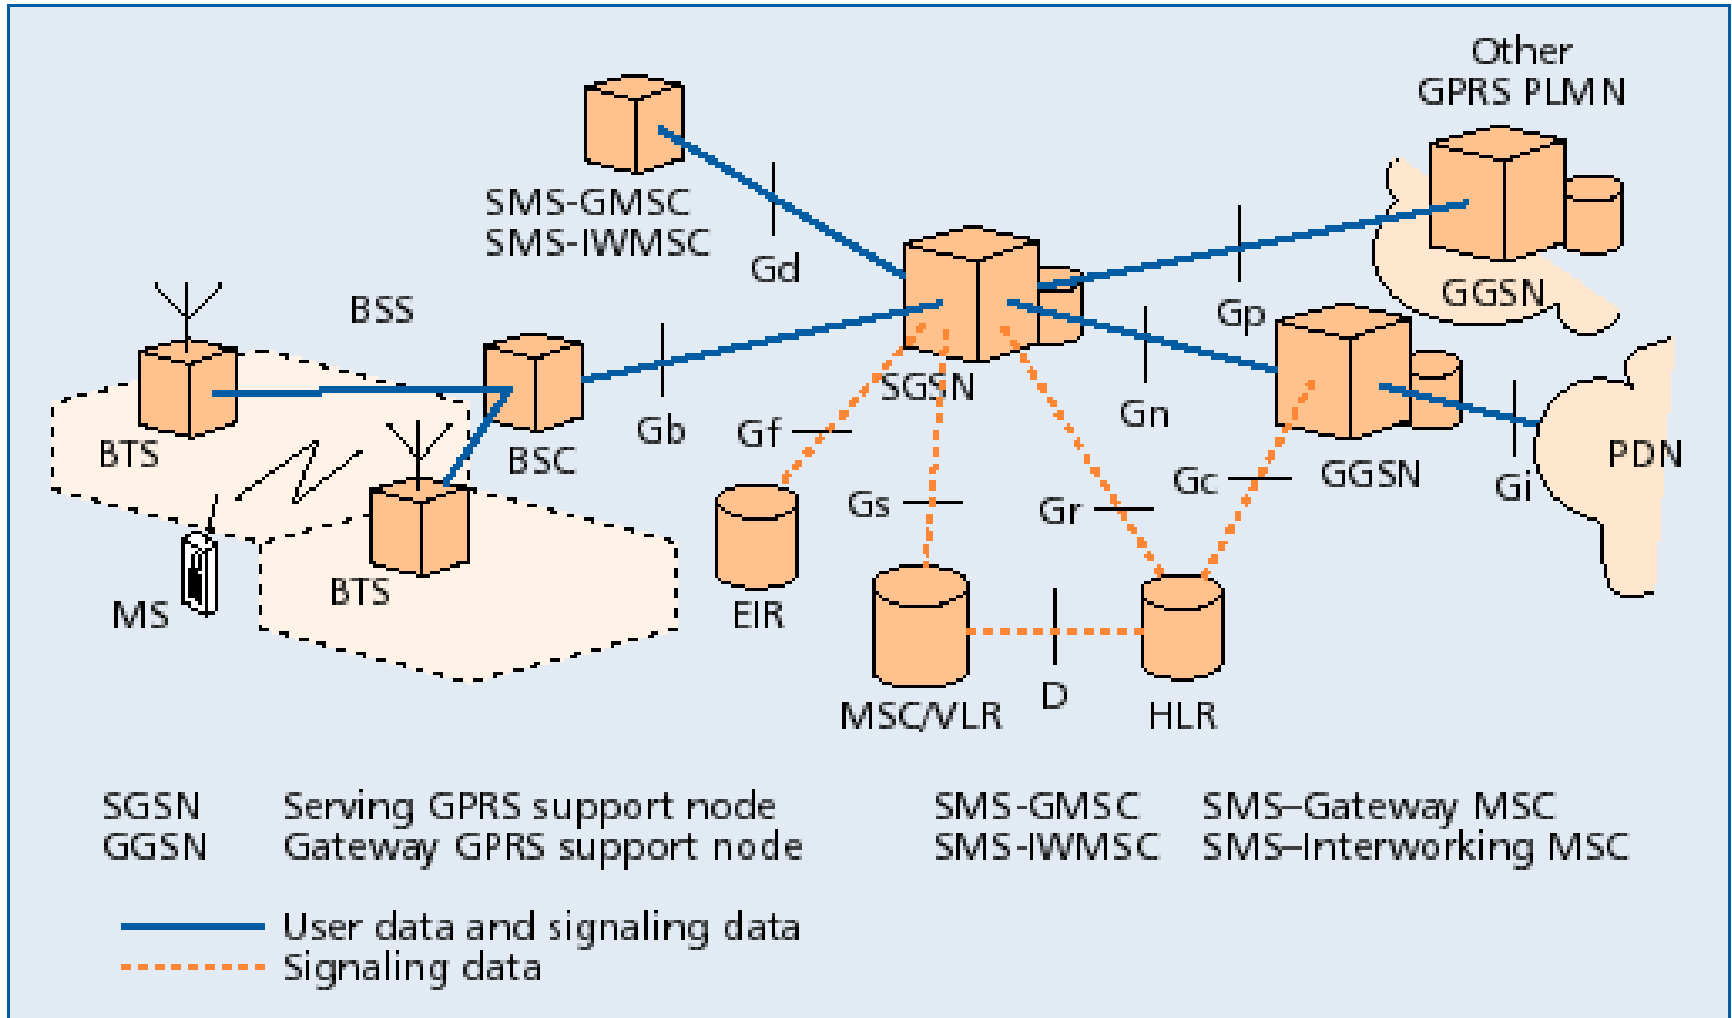 Other
GPRS PLMN
SMS-GMSC
SMS-IWMSC
Gd
GGSN
BSS
Gp
SGSN
Gn
Gb
Gf
BTS
BSC
GGSN
PDN
Gc
Gi
Gs
Gr
BTS
MS
EIR
D
MSC/VLR
HLR
SGSN Serving GPRS support node
GGSN Gateway GPRS support node
SMS-GMSC SMS–Gateway MSC
SMS-IWMSC SMS–Interworking MSC
User data and signaling data
Signaling data